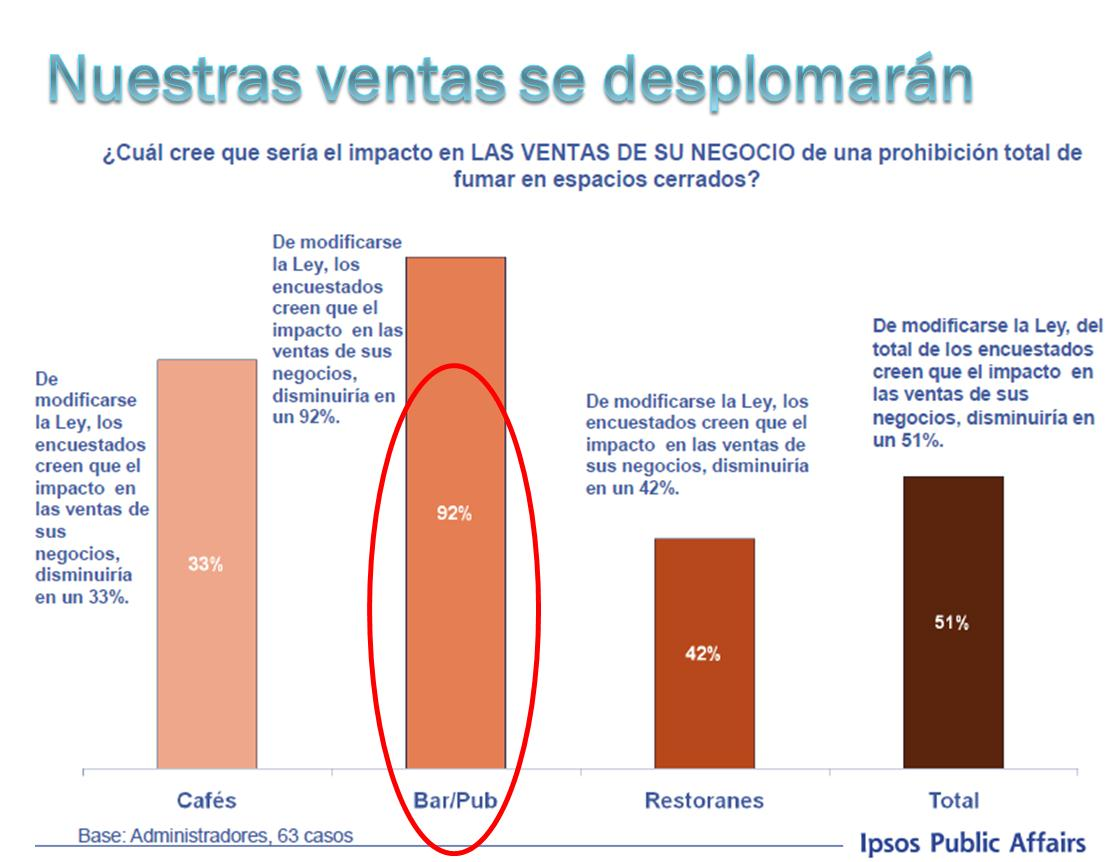 Nuestras ventas se desplomarán
¿Cuál cree que sería el impacto en LAS VENTAS DE SU NEGOCIO de una prohibición total de
fumar en espacios cerrados?
De
modificarse
la Ley, los
encuestados
creen que el
impacto en
las ventas de
sus
negocios,
disminuiría
en un 33%.
33%
De modificarse
la Ley, los
encuestados
creen que el
impacto en las
ventas de sus
negocios,
disminuiría en
un 92%.
92%
De modificarse la Ley, los
encuestados creen que el
impacto en las ventas de
sus negocios, disminuiría
en un 42%.
42%
De modificarse la Ley, del
total de los encuestados
creen que el impacto en
las ventas de sus
negocios, disminuiría en
un 51%.
51%
Cafés
Bar/Pub
Restoranes
Total
Base: Administradores, 63 casos
Ipsos Public Affairs